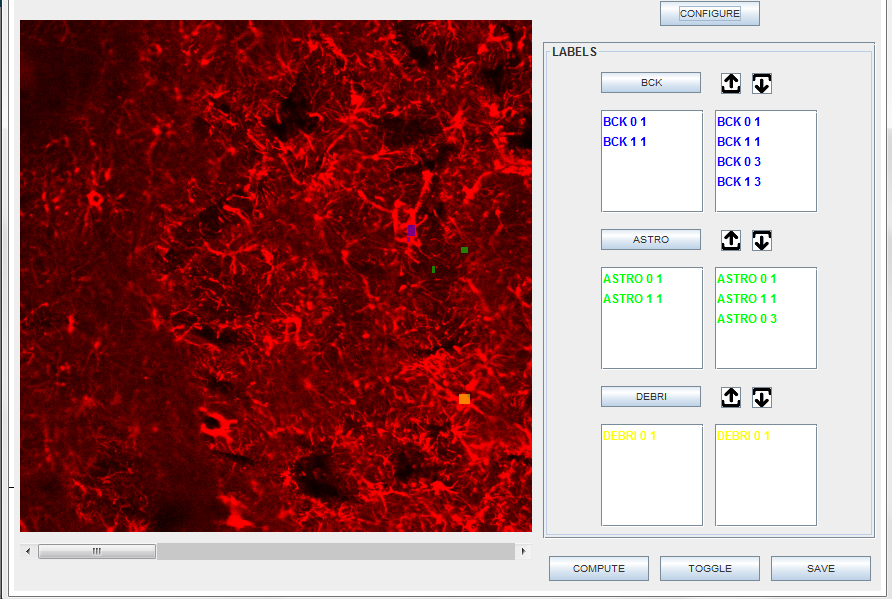 CONFIGURE
LABELS
BCK
BCK 0 1
BCK 1 1
BCK 0 1
BCK 1 1
BCK 0 3
BCK 1 3
ASTRO
ASTRO 0 1
ASTRO 1 1
ASTRO 0 1
ASTRO 1 1
ASTRO 0 3
DEBRI
DEBRI 0 1
DEBRI 0 1
COMPUTE
TOGGLE
SAVE